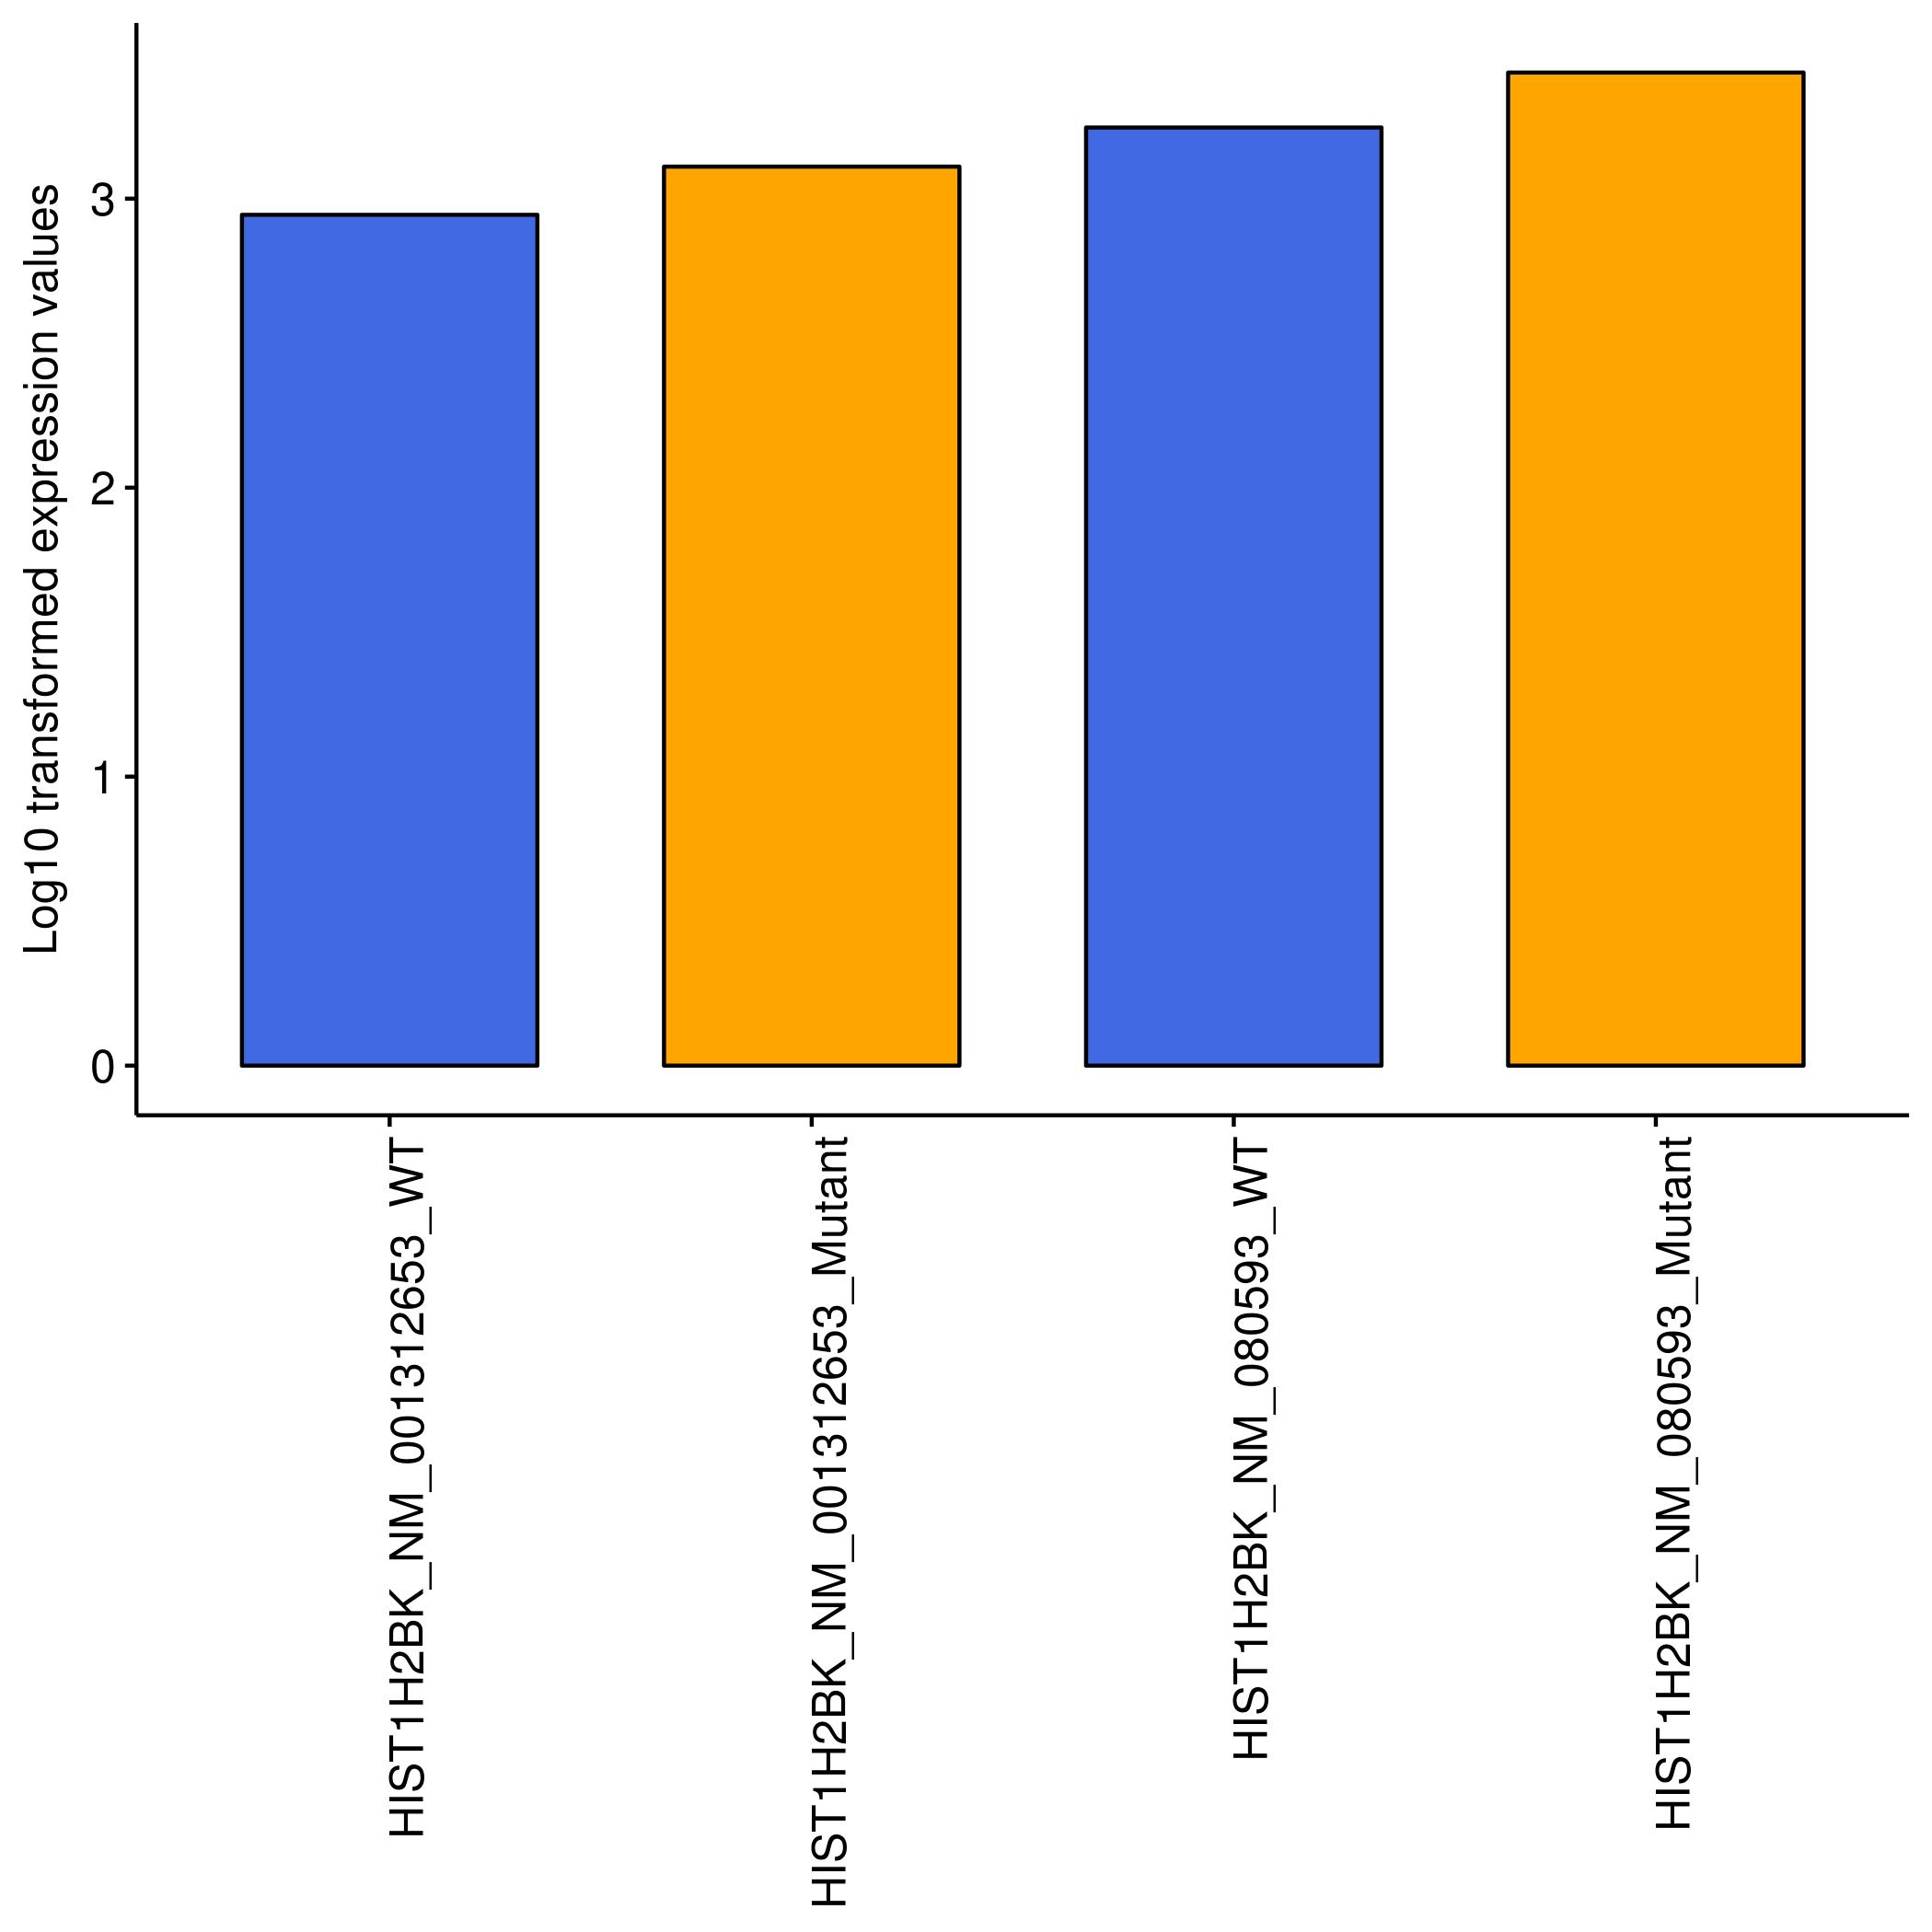 Log10 transformed expression values
3
2
1
0
HIST1H2BK_NM_001312653_WT
HIST1H2BK_NM_001312653_Mutant
HIST1H2BK_NM_080593_WT
HIST1H2BK_NM_080593_Mutant